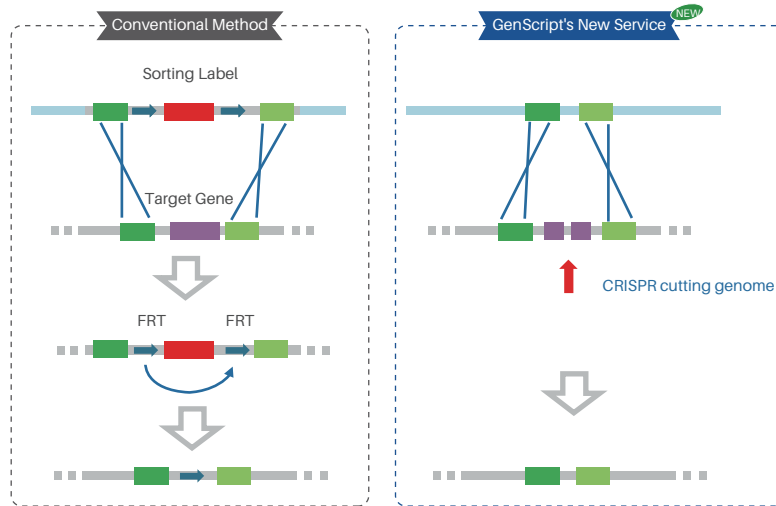 Conventional Method
Sorting Label
Target Gene
FRT FRT
GenScript's New Service
NEW
CRISPR cutting genome